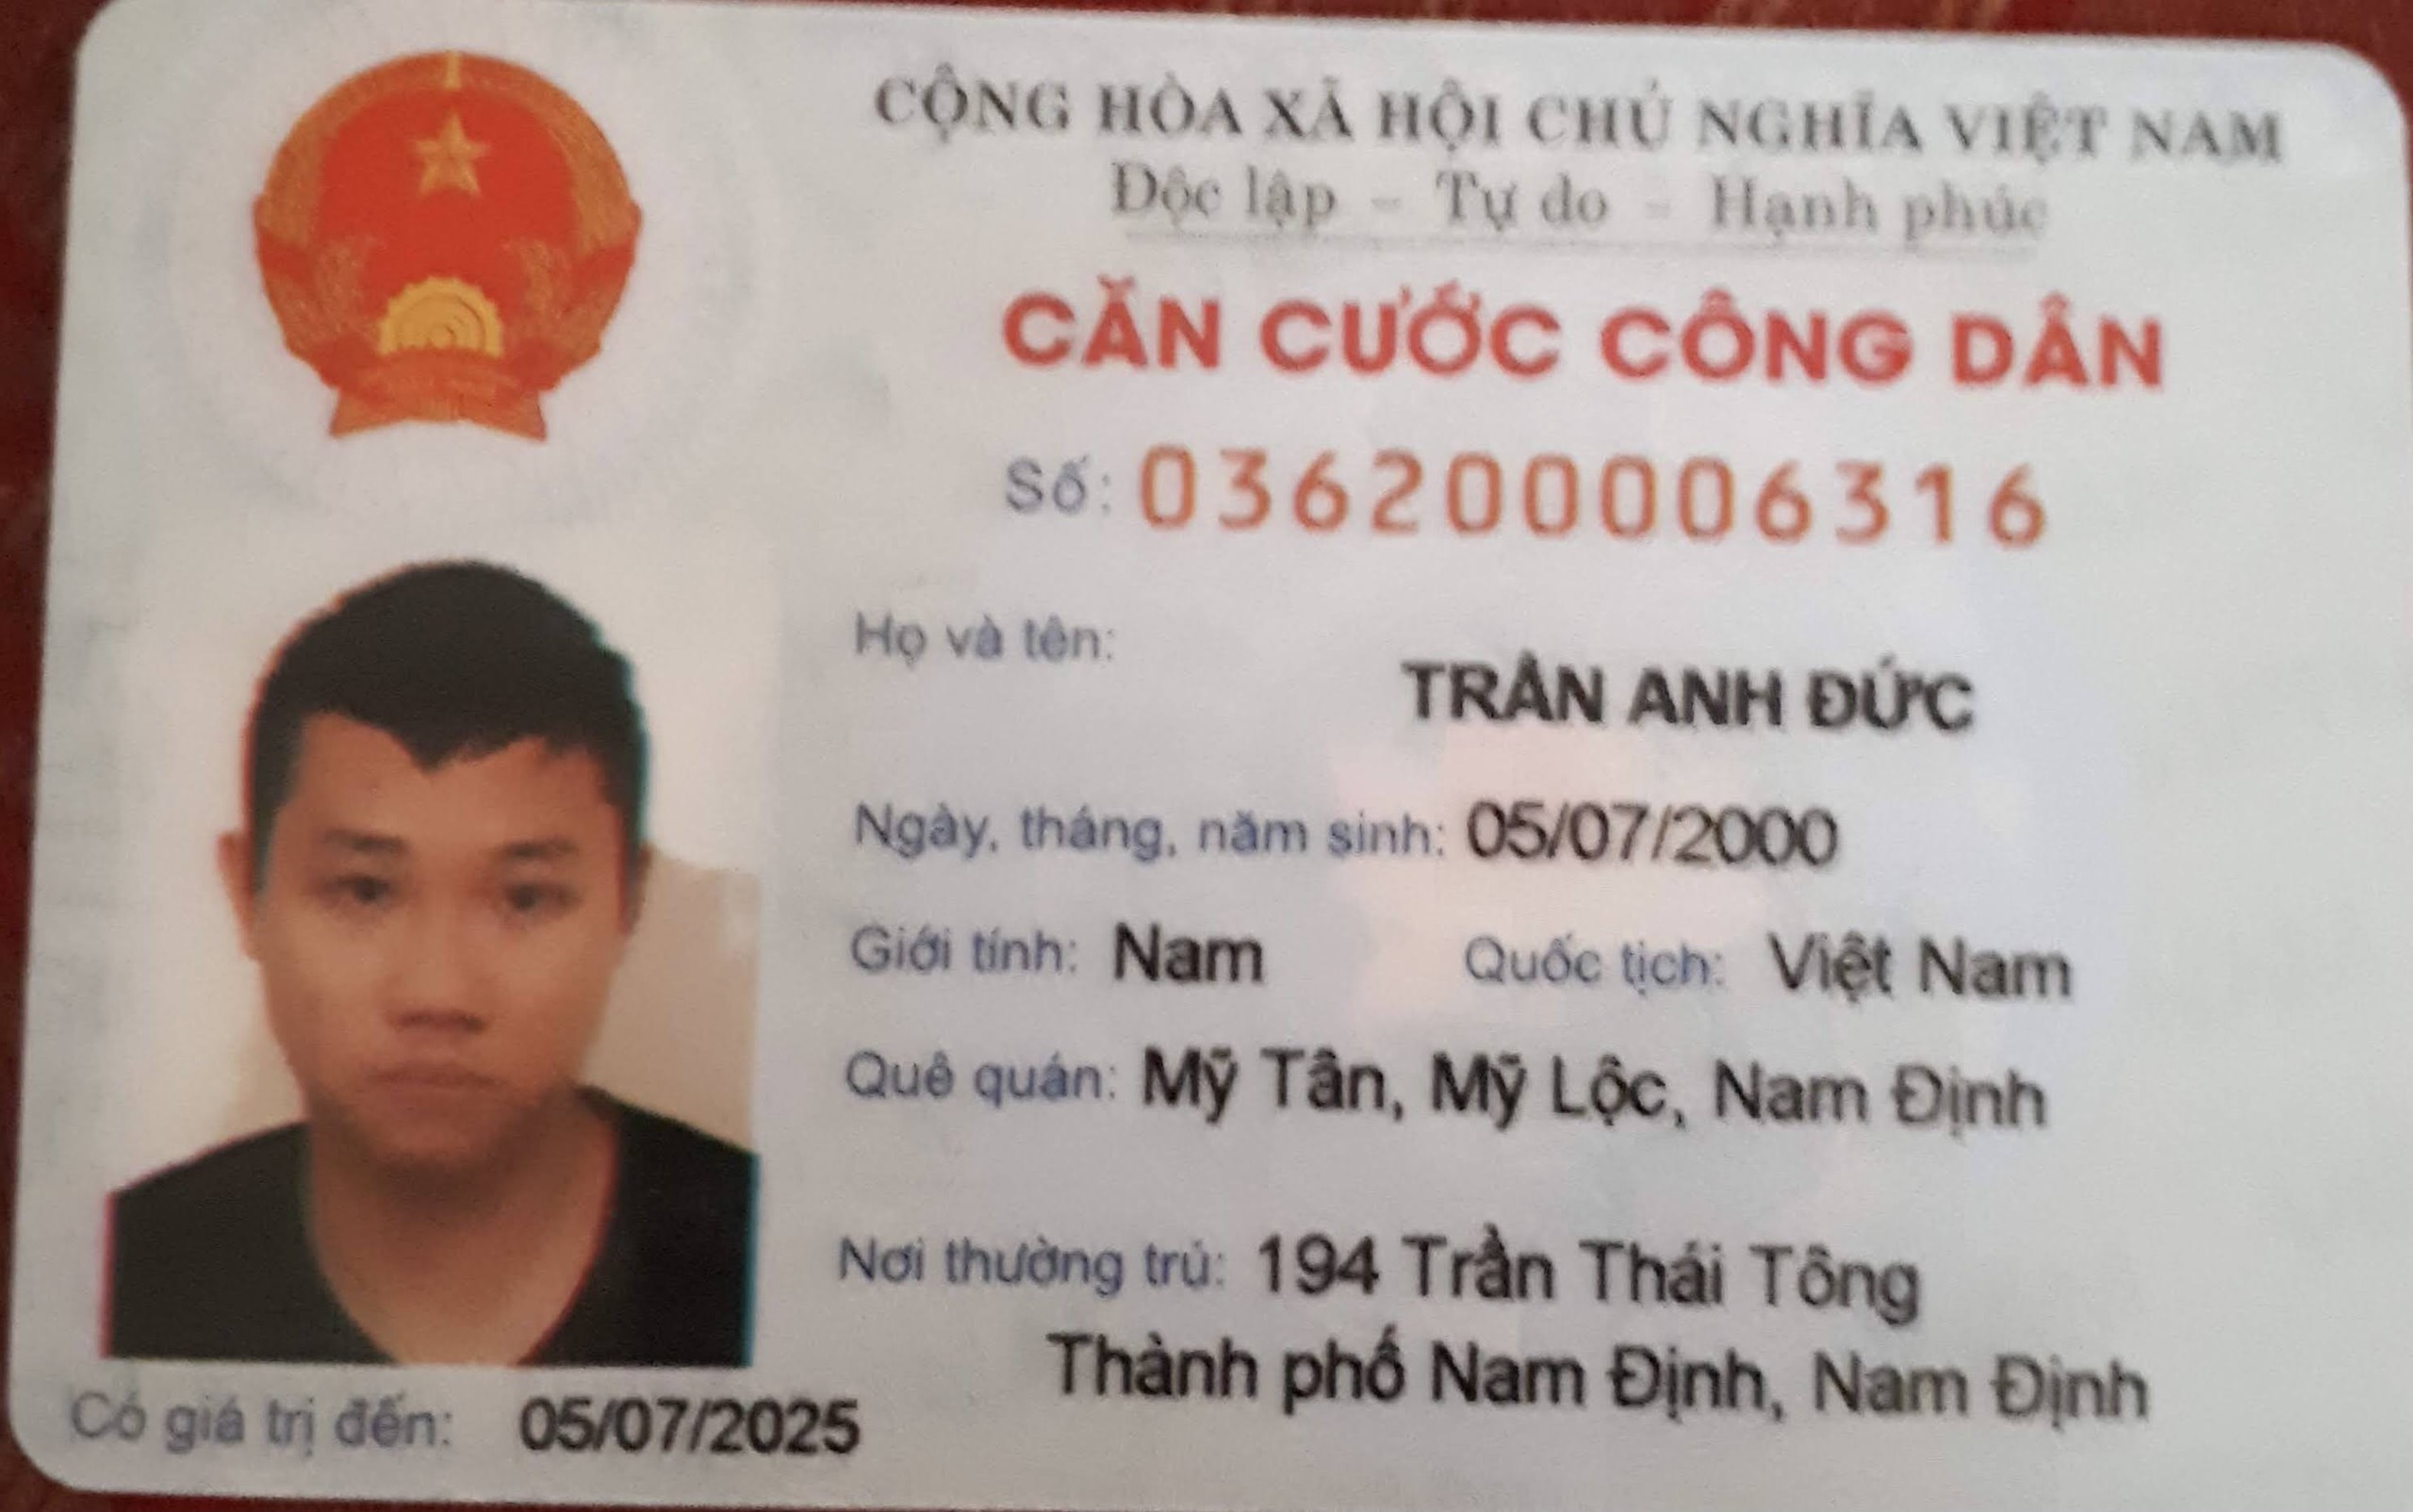 CỘNG HÒA XÃ HỘI CHỦ NGHĨA VIỆT NAM
Độc lập - Tự do - Hạnh phúc
CĂN CƯỚC CÔNG DÂN
Số: 036200006316
Họ và tên:
TRẦN ANH ĐỨC
Ngày, tháng, năm sinh: 05/07/2000
Giới tính: Nam Quốc tịch: Việt Nam
Quê quán: Mỹ Tân, Mỹ Lộc, Nam Định
Nơi thường trú: 194 Trần Thái Tông
Thành phố Nam Định, Nam Định
Có giá trị đến: 05/07/2025